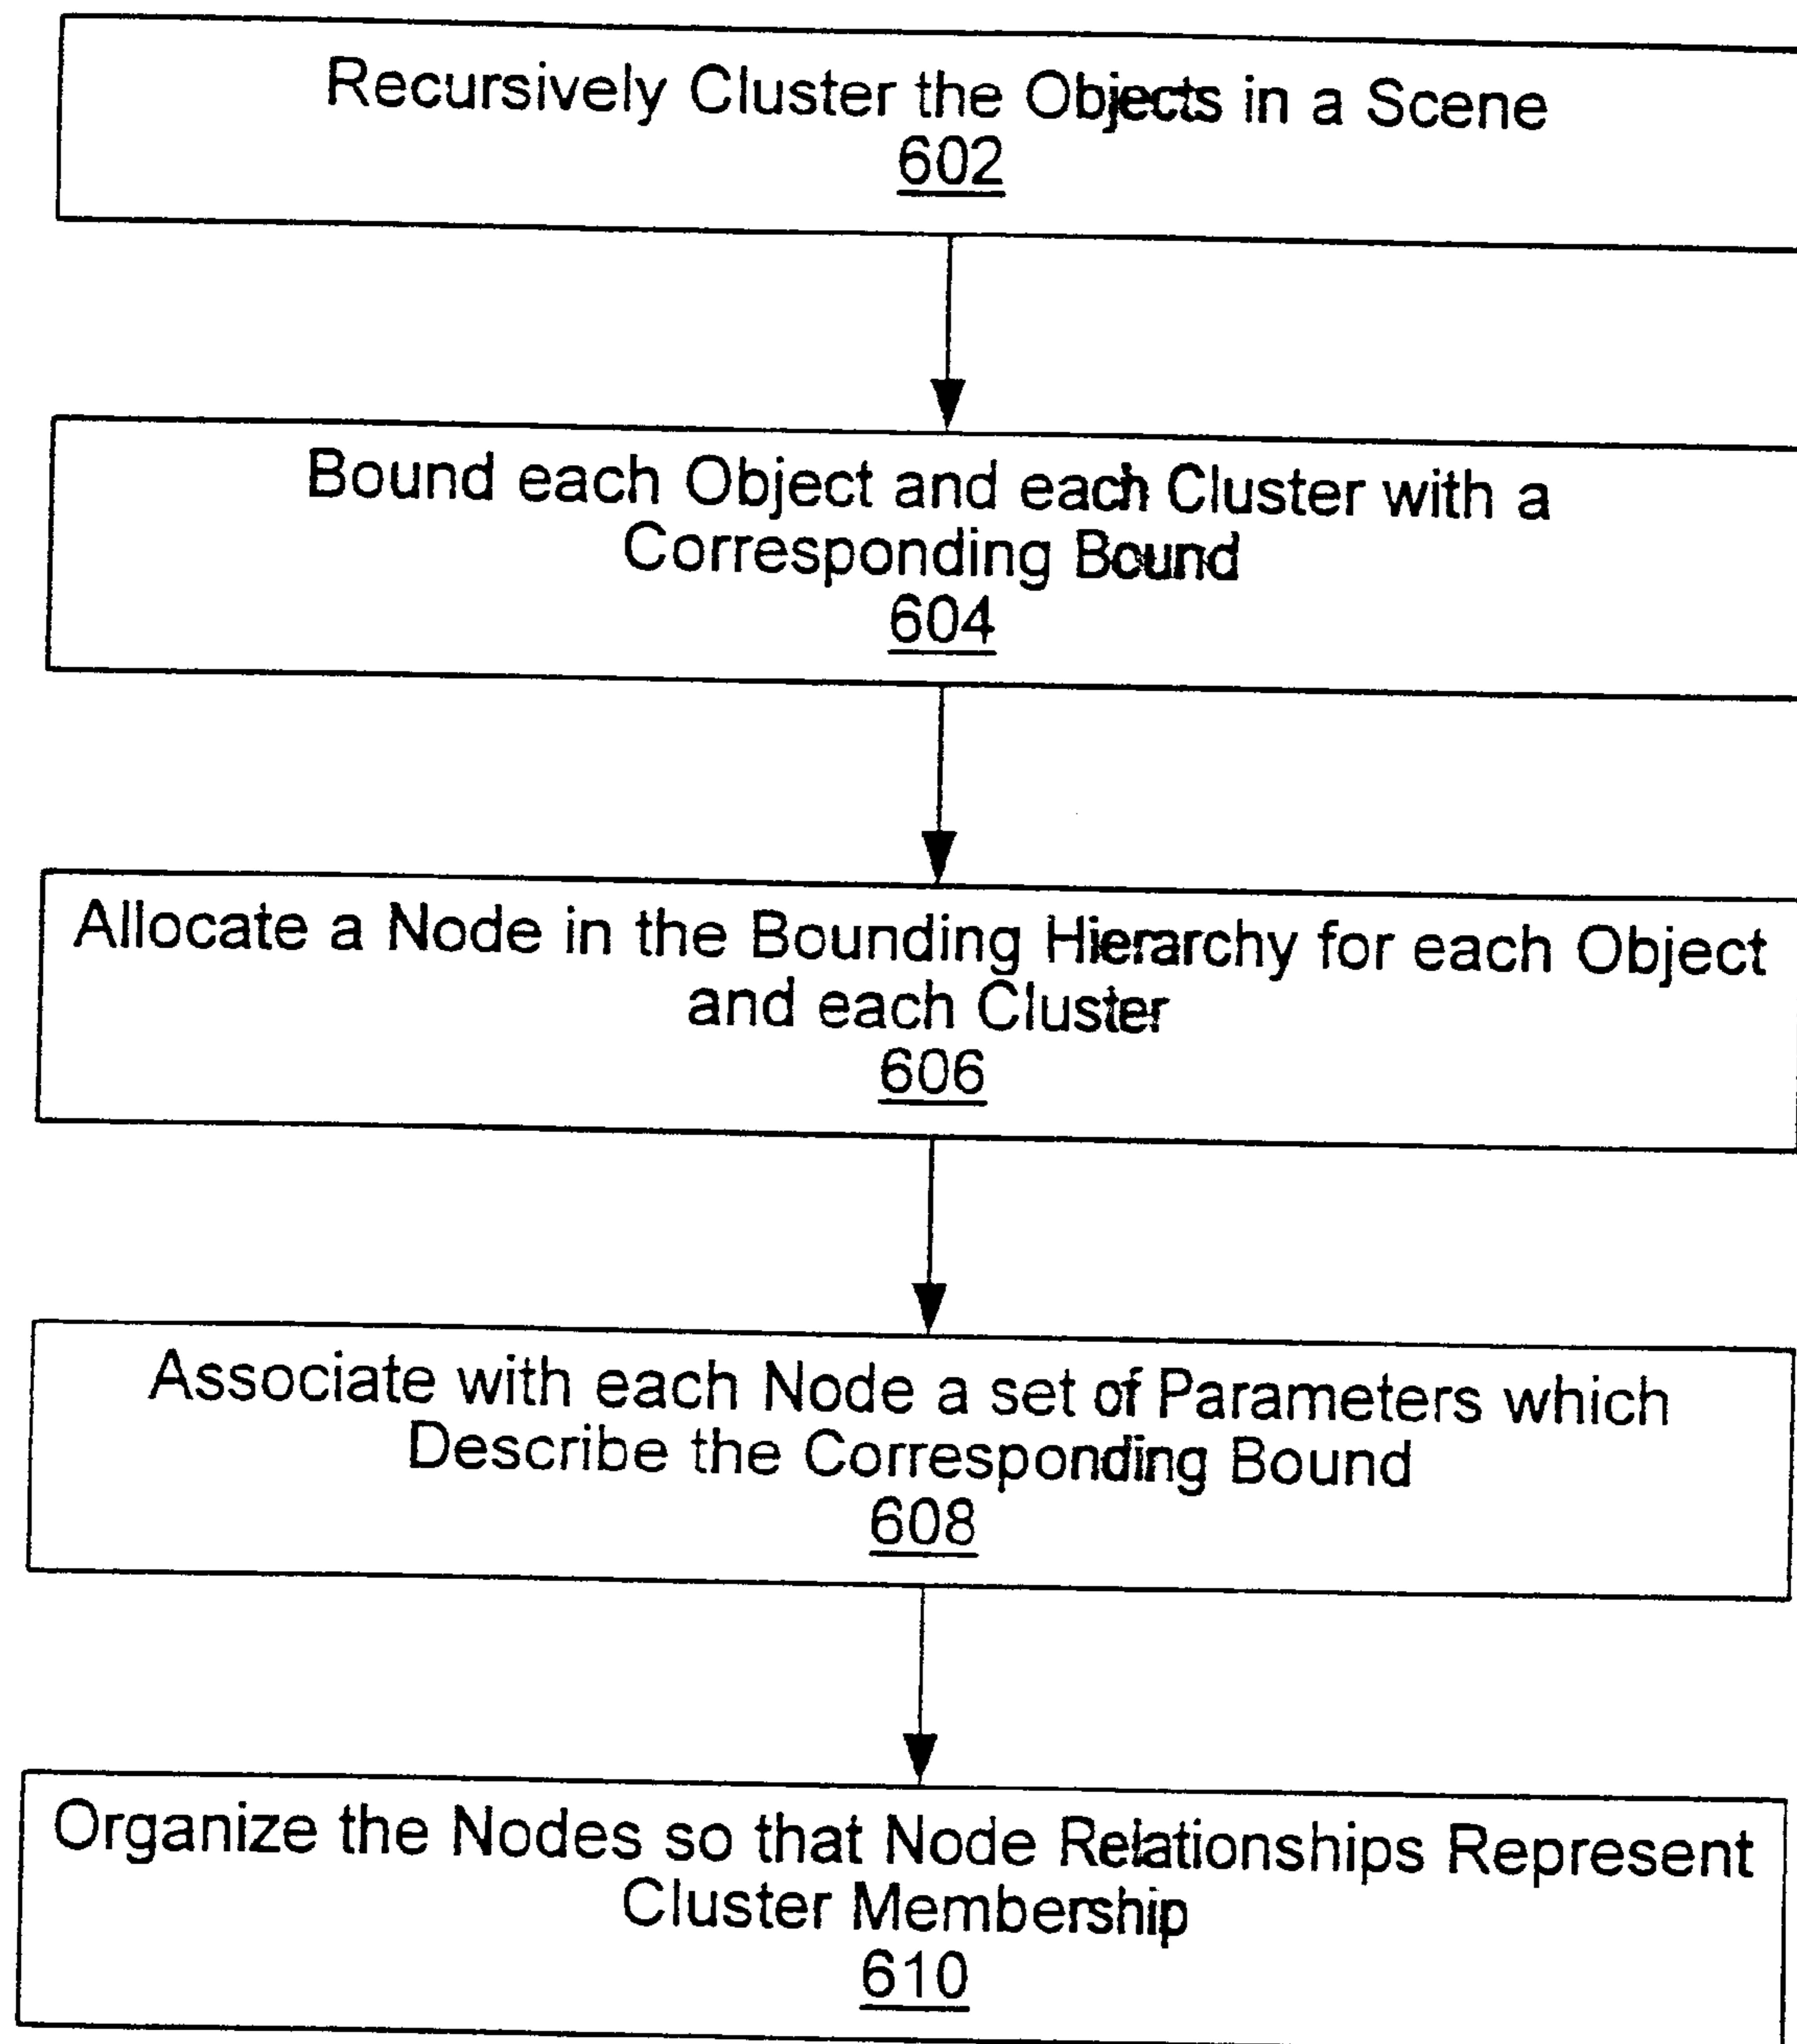 Recursively Cluster the Objects in a Scene
602
Bound each Object and each Cluster with a
Corresponding Bound
604
Allocate a Node in the Bounding Hierarchy for each Object
and each Cluster
606
Associate with each Node a set of Parameters which
Describe the Corresponding Bound
608
Organize the Nodes so that Node Relationships Represent
Cluster Membership
610